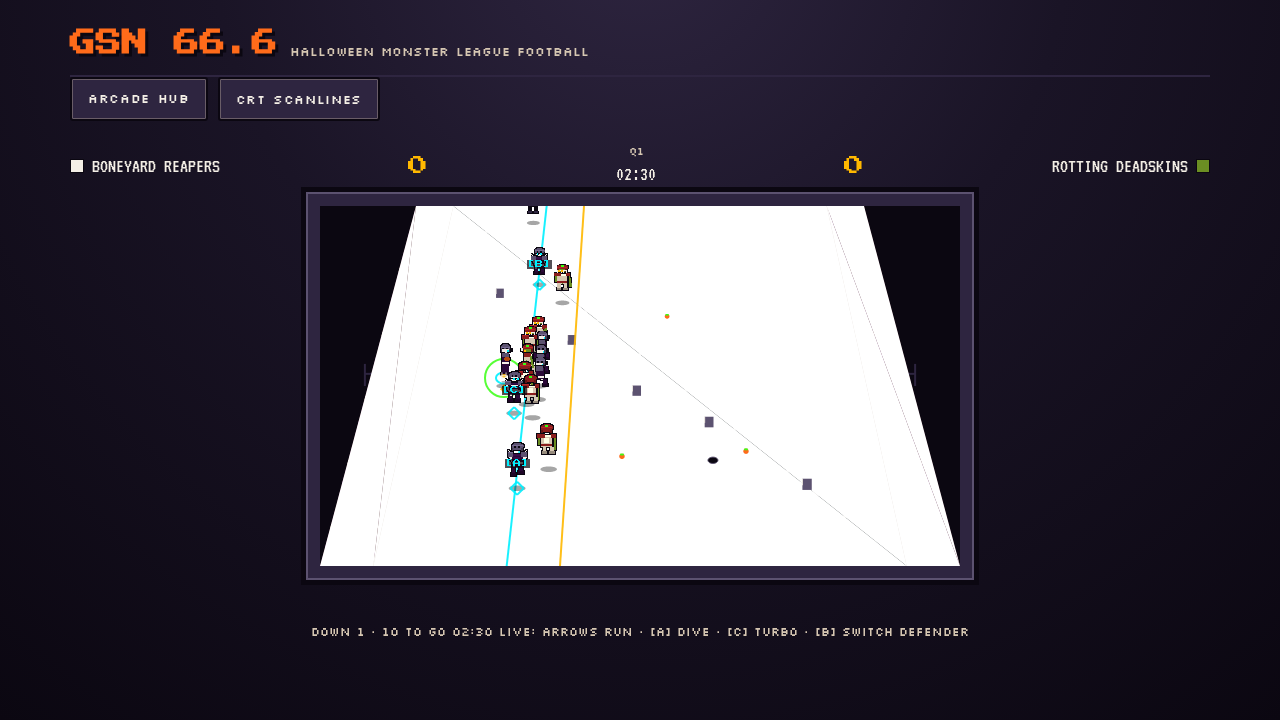 GSN 66.6 HALLOWEEN MONSTER LEAGUE FOOTBALL
ARCADE HUB CRT SCANLINES
BONEYARD REAPERS 0 Q1 0 ROTTING DEADSKINS
02:30
[B]
[C]
[A]
DOWN 1 · 10 TO GO 02:30 LIVE: ARROWS RUN · [A] DIVE · [C] TURBO · [B] SWITCH DEFENDER